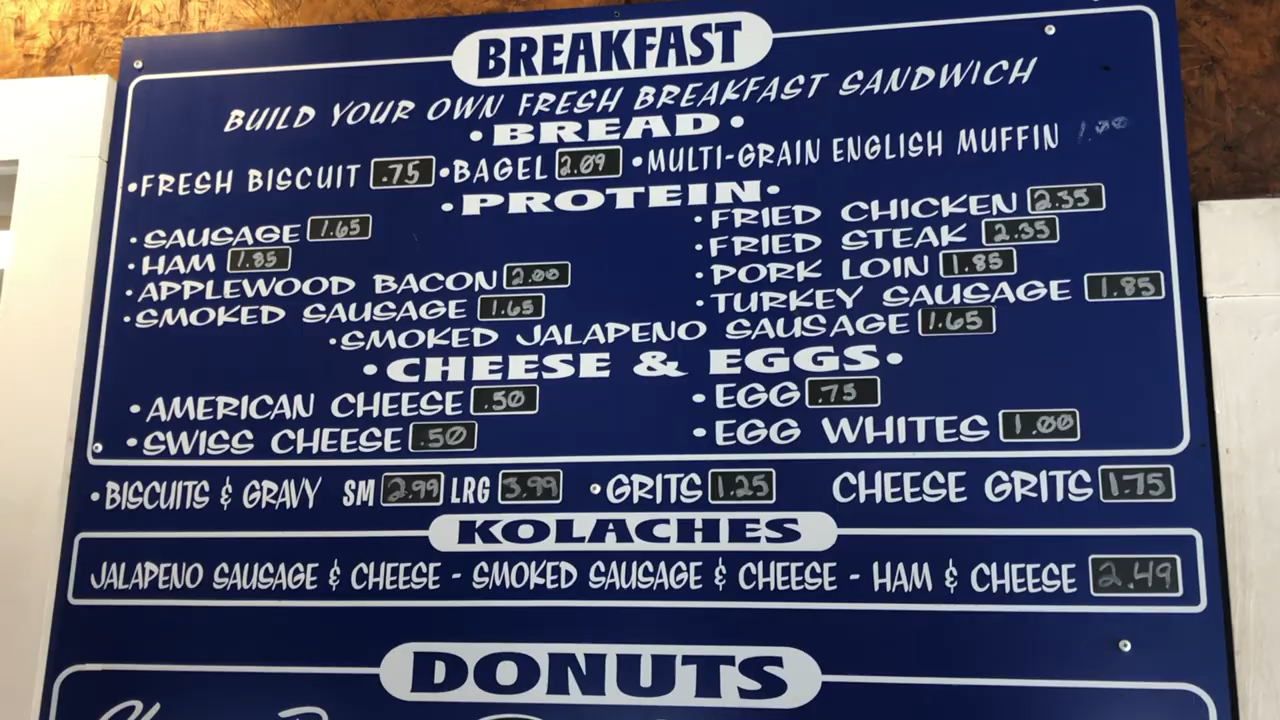 BREAKFAST
BUILD YOUR OWN FRESH BREAKFAST SANDWICH
•BREAD•
•FRESH BISCUIT .75 •BAGEL 2.09 •MULTI-GRAIN ENGLISH MUFFIN 1.00
•PROTEIN•
•SAUSAGE 1.65
•HAM 1.85
•APPLEWOOD BACON 2.00
•SMOKED SAUSAGE 1.65
•FRIED CHICKEN 2.35
•FRIED STEAK 2.35
•PORK LOIN 1.85
•TURKEY SAUSAGE 1.85
•SMOKED JALAPENO SAUSAGE 1.65
•CHEESE & EGGS•
•AMERICAN CHEESE .50
•SWISS CHEESE .50
•EGG .75
•EGG WHITES 1.00
•BISCUITS & GRAVY SM 2.99 LRG 3.99 •GRITS 1.25 CHEESE GRITS 1.75
KOLACHES
JALAPENO SAUSAGE & CHEESE - SMOKED SAUSAGE & CHEESE - HAM & CHEESE 2.49
DONUTS